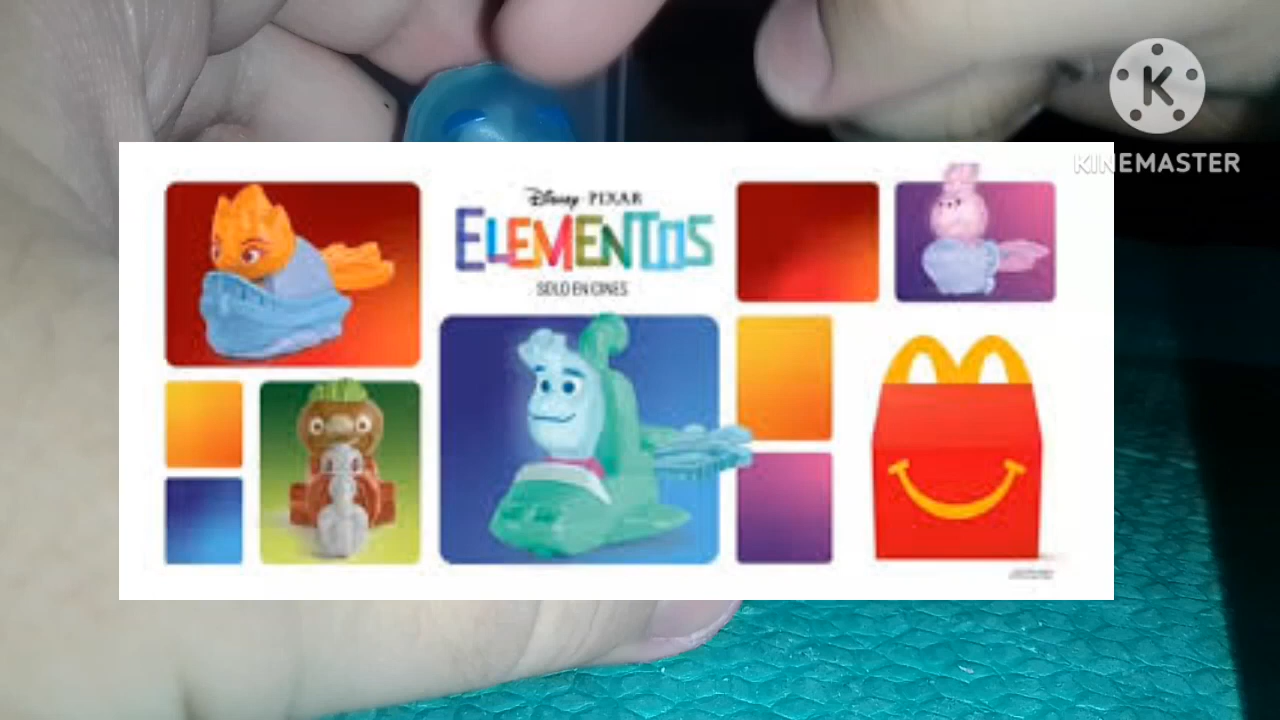 Disney · PIXAR
ELEMENTOS
SOLO EN CINES
K
KINEMASTER